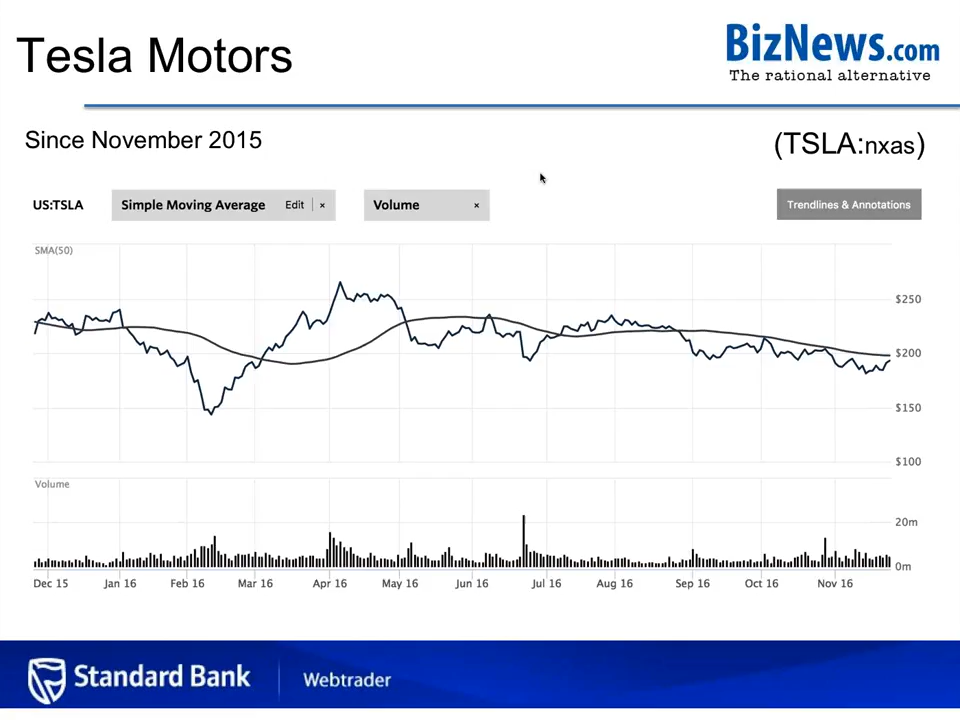 Tesla Motors
BizNews.com
The rational alternative
Since November 2015
(TSLA:nxas)
US:TSLA Simple Moving Average Edit × Volume × Trendlines & Annotations
SMA(50)
$250
$200
$150
$100
Volume
20m
0m
Dec 15 Jan 16 Feb 16 Mar 16 Apr 16 May 16 Jun 16 Jul 16 Aug 16 Sep 16 Oct 16 Nov 16
Standard Bank Webtrader